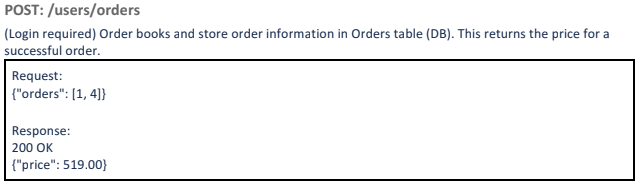 POST: /users/orders
(Login required) Order books and store order information in Orders table (DB). This returns the price for a
successful order.
Request:
{"orders": [1, 4]}
Response:
200 OK
{"price": 519.00}